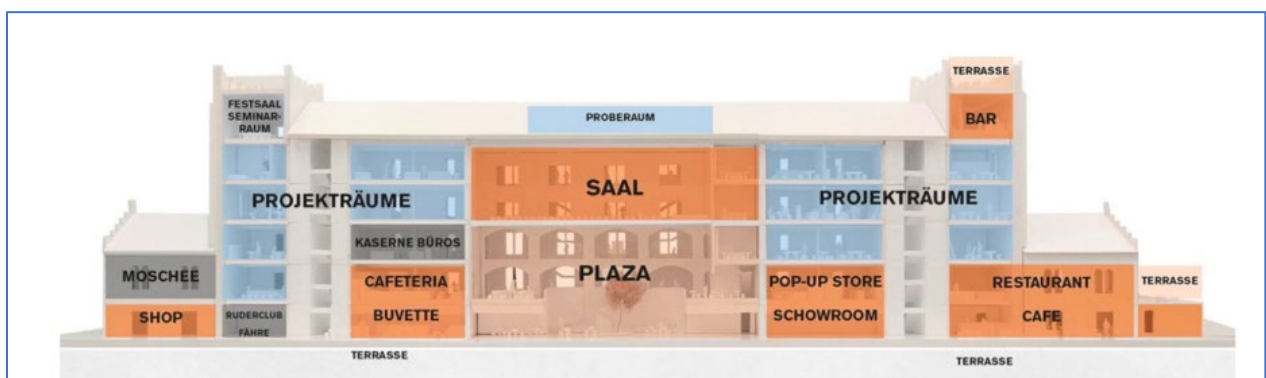 TERRASSE
FESTSAAL
SEMINAR-
RAUM
PROBERAUM
BAR
SAAL
PROJEKTRÄUME
PROJEKTRÄUME
KASERNE BÜROS
MOSCHEE
CAFETERIA
PLAZA
POP-UP STORE
RESTAURANT
TERRASSE
SHOP
RUDERCLUB
FÄHRE
BUVETTE
SCHOWROOM
CAFE
TERRASSE
TERRASSE